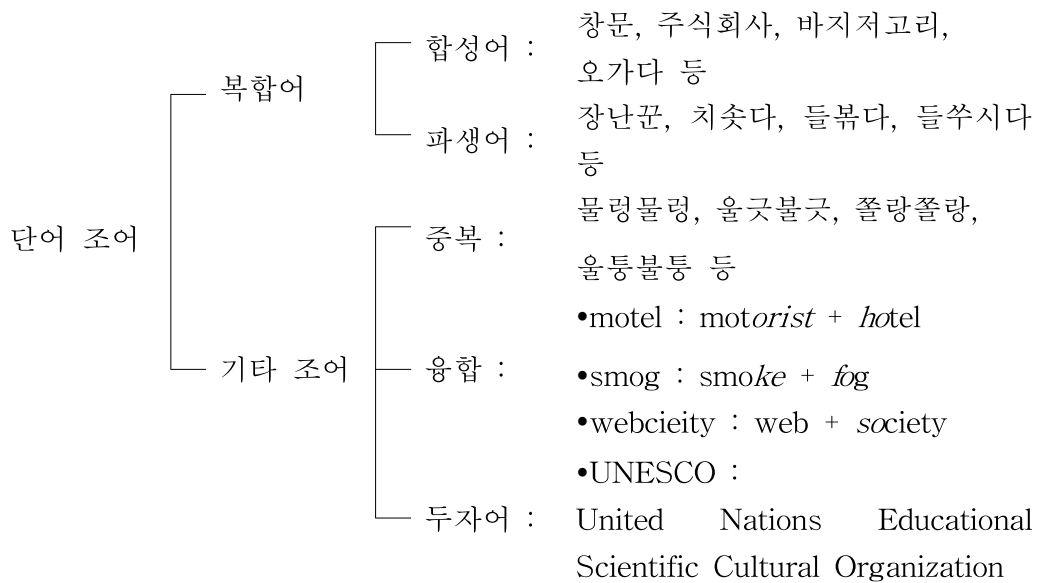 단어 조어
복합어
합성어 : 창문, 주식회사, 바지저고리,
오가다 등
파생어 : 장난꾼, 치솟다, 들볶다, 들쑤시다
등
기타 조어
중복 : 물렁물렁, 울긋불긋, 쫄랑쫄랑,
울퉁불퉁 등
융합 : •motel : motorist + hotel
•smog : smoke + fog
•webcieity : web + society
두자어 : •UNESCO :
United Nations Educational
Scientific Cultural Organization